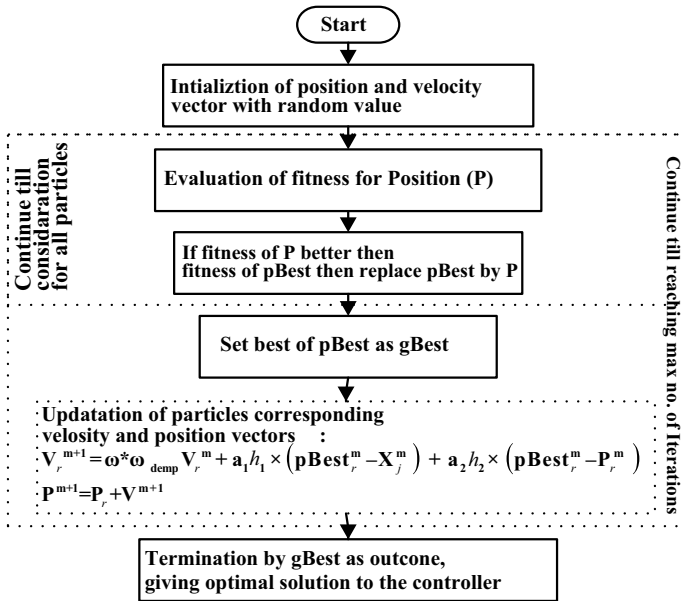 Start
Intializtion of position and velocity
vector with random value
Continue till
considaration
for all particles
Evaluation of fitness for Position (P)
If fitness of P better then
fitness of pBest then replace pBest by P
Continue till reaching max no. of Iterations
Set best of pBest as gBest
Updatation of particles corresponding
velosity and position vectors :
V_r^{m+1}=ω*ω_{demp} V_r^m + a_1h_1 × (pBest_r^m –X_j^m) + a_2h_2 × (pBest_r^m –P_r^m)
P^{m+1}=P_r+V^{m+1}
Termination by gBest as outcome,
giving optimal solution to the controller